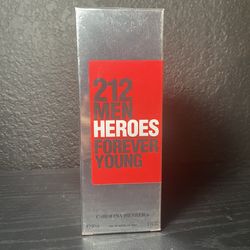 212
MEN
HEROES
FOREVER
YOUNG
CAROLINA HERRERA